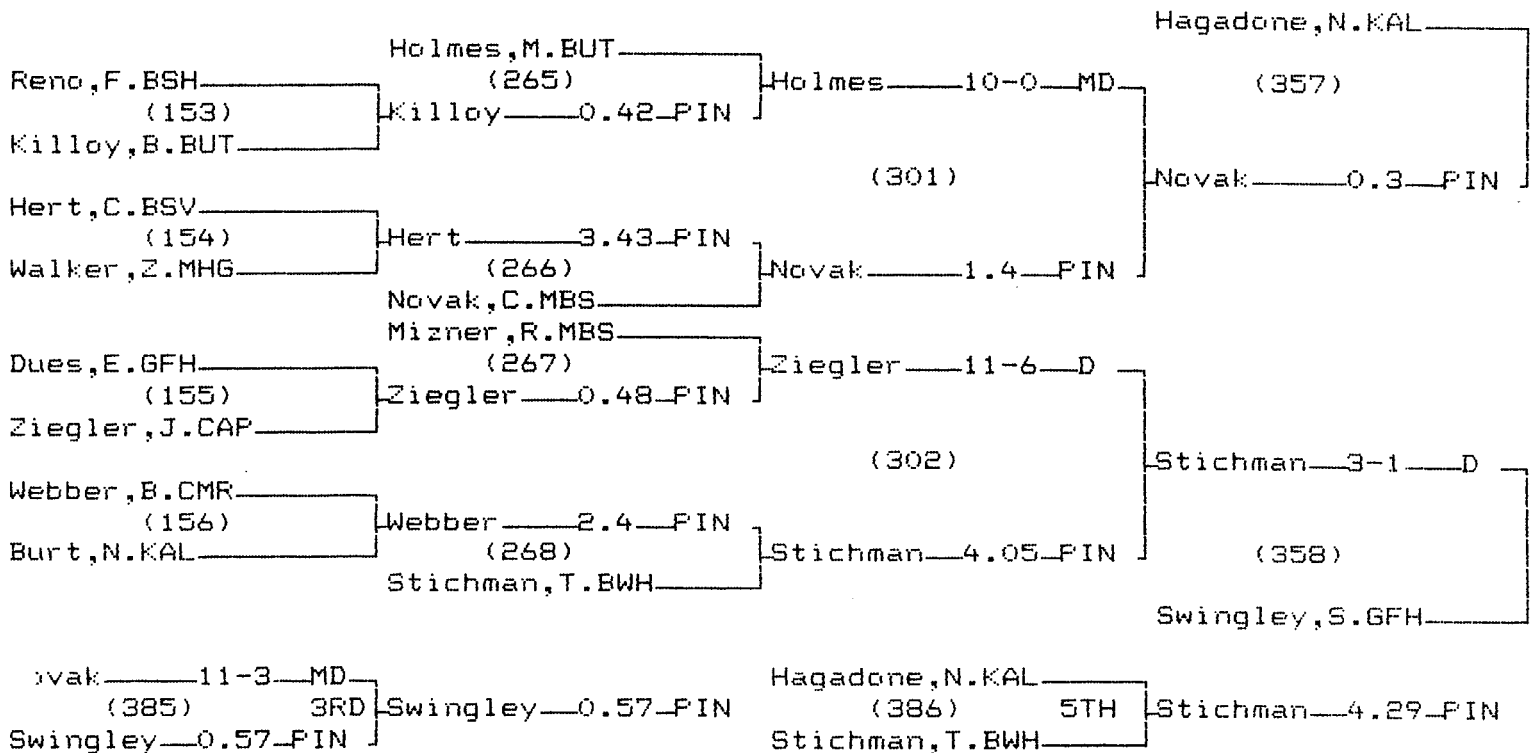 Hagadone,N.KAL
Holmes,M.BUT
Reno,F.BSH (265) Holmes 10-0 MD (357)
(153) Killoy 0.42 PIN
Killoy,B.BUT
(301) Novak 0.3 PIN
Hert,C.BSV
(154) Hert 3.43 PIN
Walker,Z.MHG (266) Novak 1.4 PIN
Novak,C.MBS
Mizner,R.MBS
Dues,E.GFH (267) Ziegler 11-6 D
(155) Ziegler 0.48 PIN
Ziegler,J.CAP
(302) Stichman 3-1 D
Webber,B.CMR
(156) Webber 2.4 PIN
Burt,N.KAL (268) Stichman 4.05 PIN (358)
Stichman,T.BWH
Swingley,S.GFH
ovak 11-3 MD Hagadone,N.KAL
(385) 3RD Swingley 0.57 PIN (386) 5TH Stichman 4.29 PIN
Swingley 0.57 PIN Stichman,T.BWH